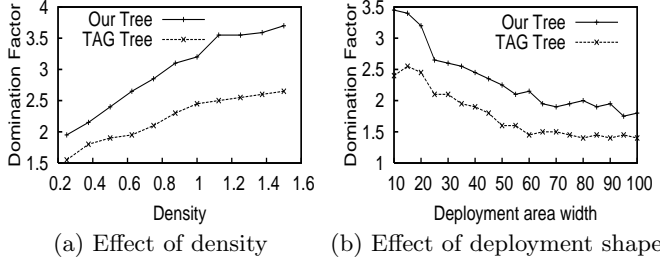 Domination Factor
4
3.5
3
2.5
2
1.5
Our Tree
TAG Tree
0.2 0.4 0.6 0.8 1 1.2 1.4 1.6
Density
(a) Effect of density
Domination Factor
3.5
3
2.5
2
1.5
1
Our Tree
TAG Tree
10 20 30 40 50 60 70 80 90 100
Deployment area width
(b) Effect of deployment shape